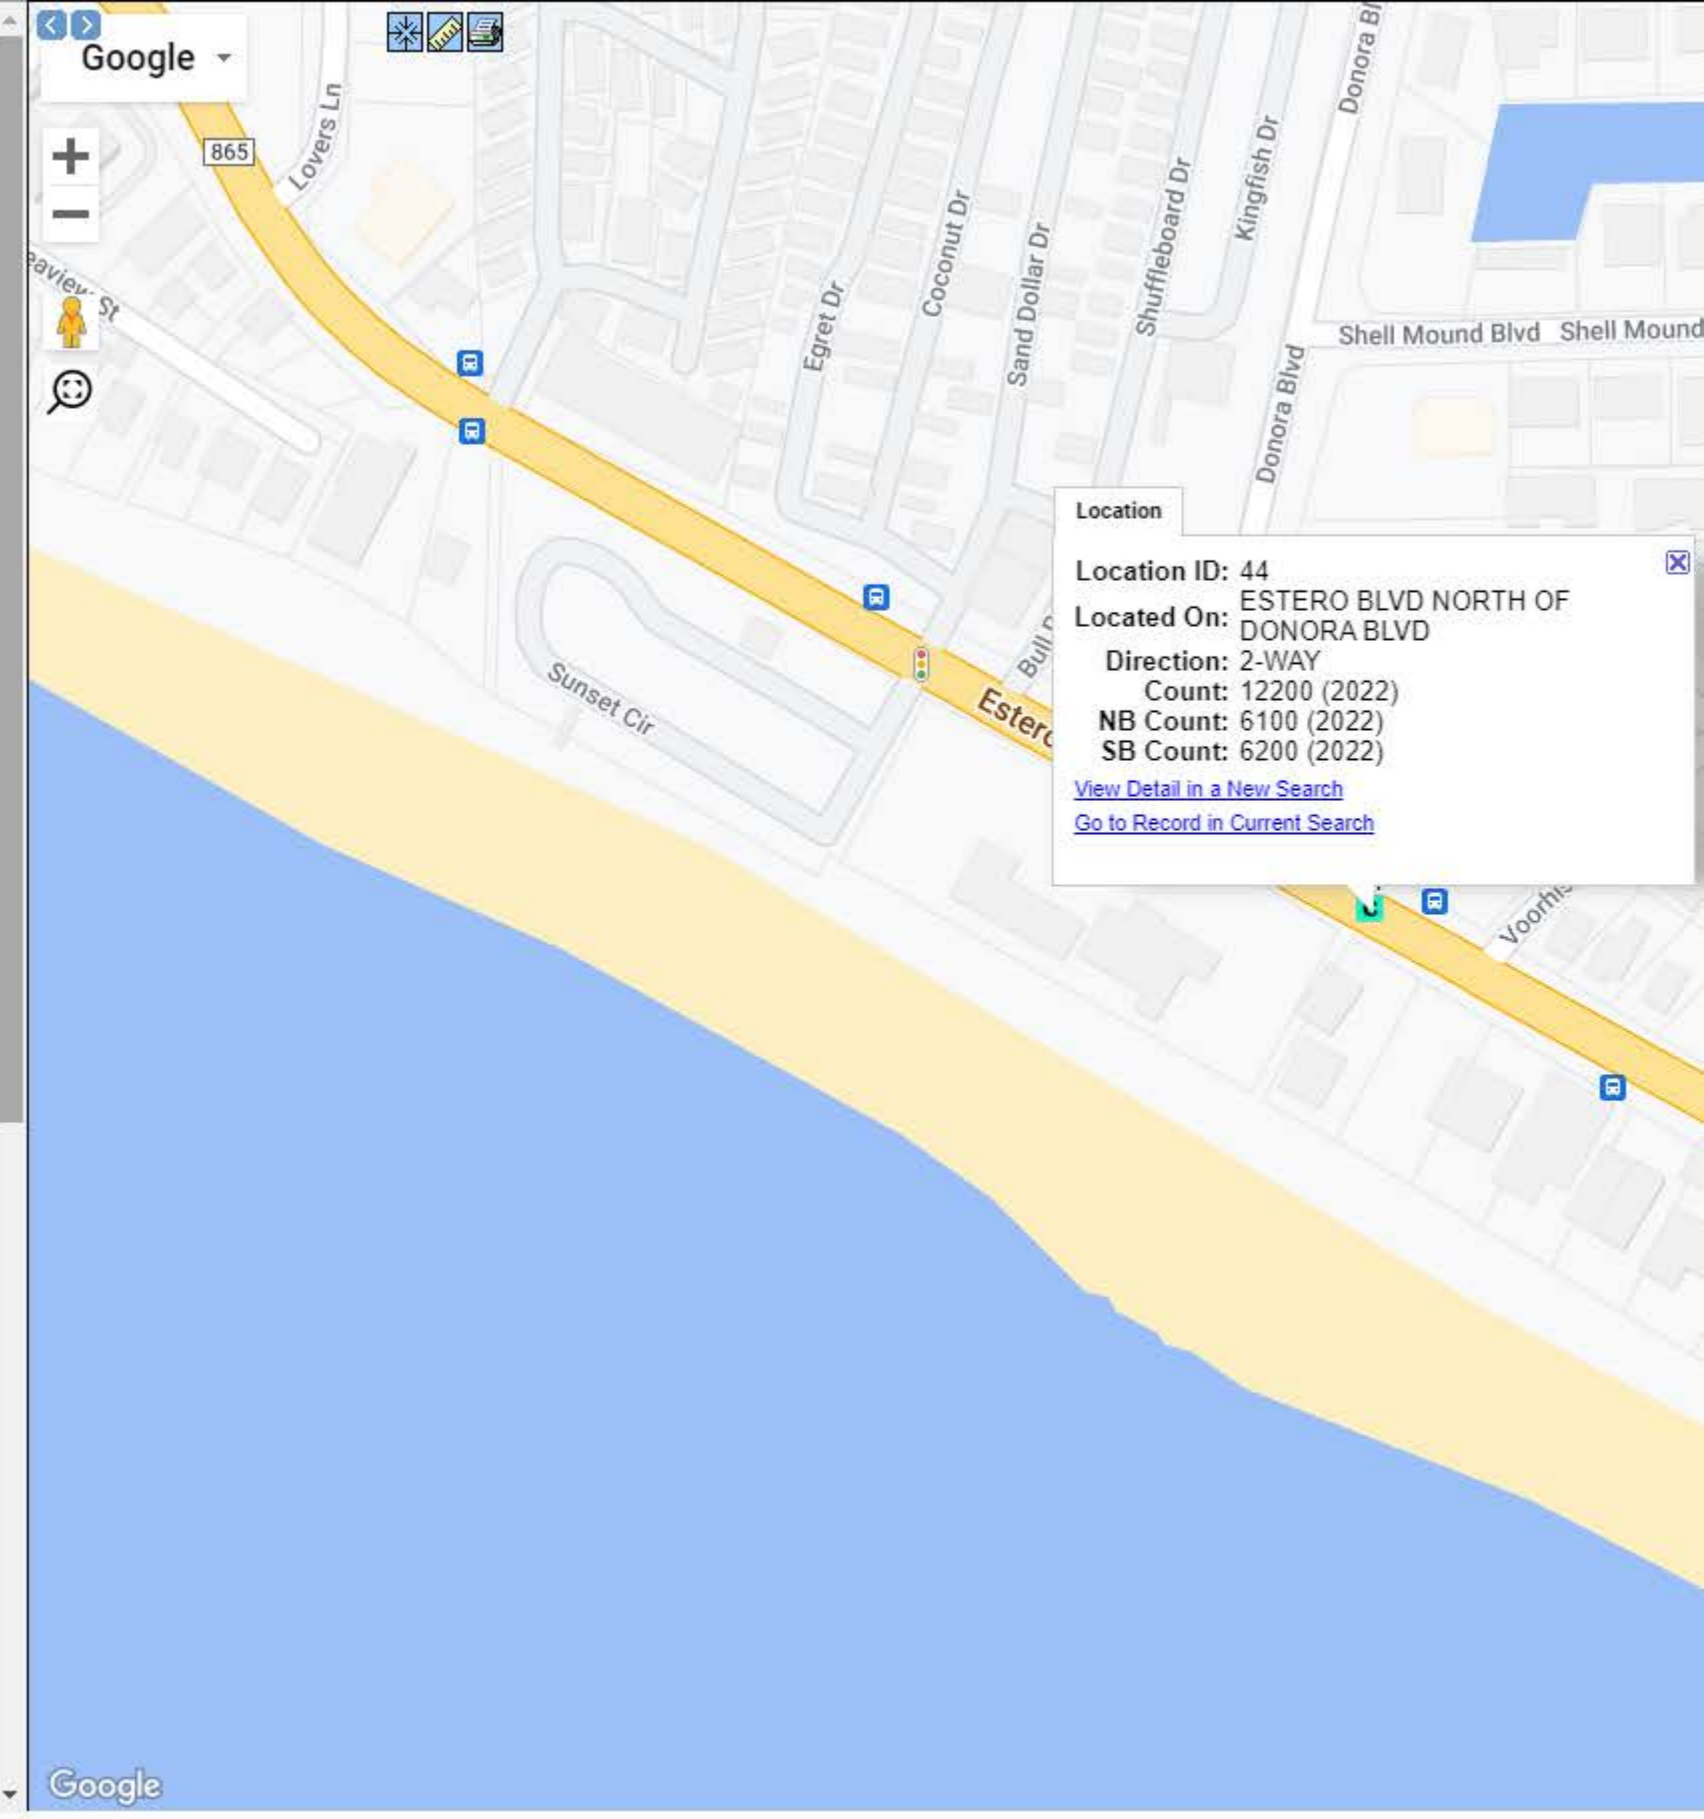 Google
865
Lovers Ln
eaview St
Egret Dr
Coconut Dr
Sand Dollar Dr
Shuffleboard Dr
Kingfish Dr
Donora Bl
Shell Mound Blvd Shell Mound
Donora Blvd
Location
Location ID: 44
Located On: ESTERO BLVD NORTH OF
DONORA BLVD
Direction: 2-WAY
Count: 12200 (2022)
NB Count: 6100 (2022)
SB Count: 6200 (2022)
View Detail in a New Search
Go to Record in Current Search
Bull
Estero
Sunset Cir
Voorhis
Google